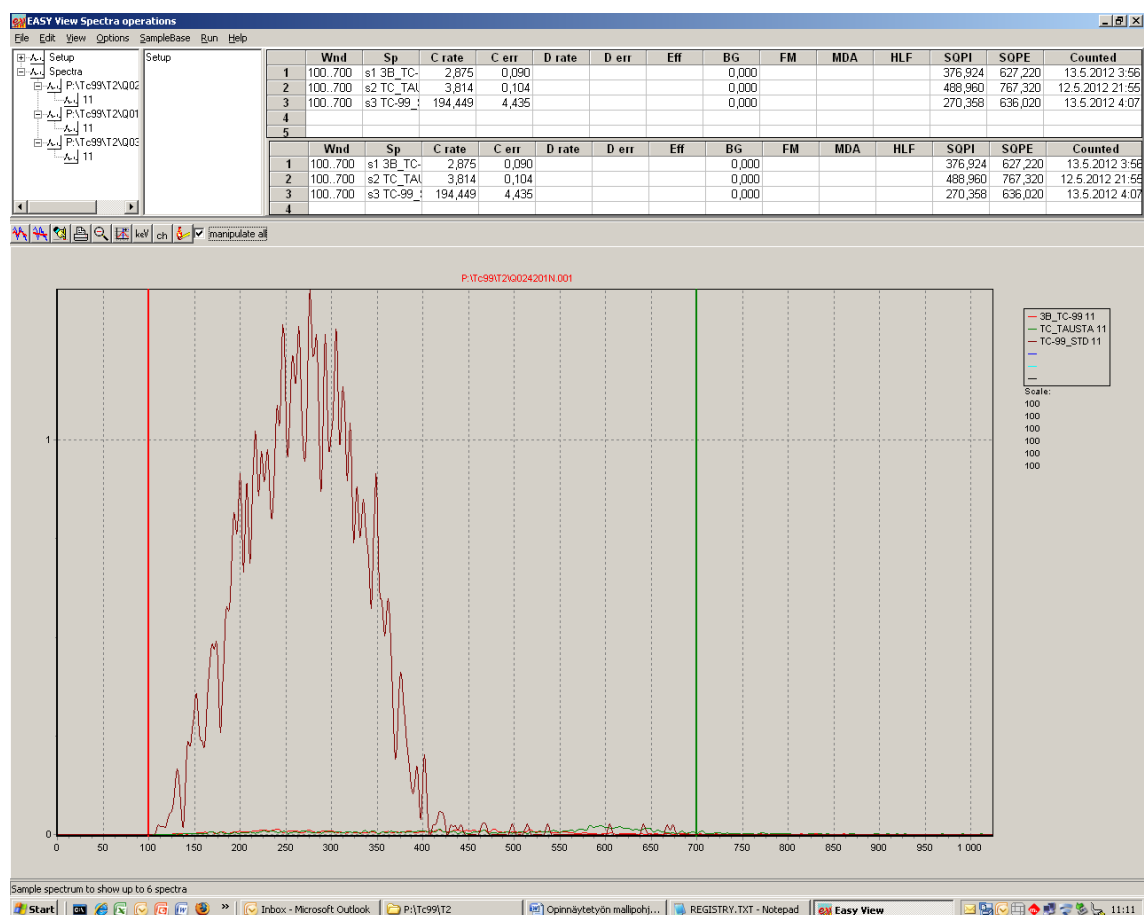 EASY View Spectra operations
File Edit View Options SampleBase Run Help
Setup
Spectra
P:\Tc99\T2\Q02
11
P:\Tc99\T2\Q01
11
P:\Tc99\T2\Q03
11
Setup
Wnd Sp C rate C err D rate D err Eff BG FM MDA HLF SQPI SQPE Counted
1 100..700 s1 3B_TC- 2,875 0,090 0,000 376,924 627,220 13.5.2012 3:56
2 100..700 s2 TC_TAU 3,814 0,104 0,000 488,960 767,320 12.5.2012 21:55
3 100..700 s3 TC-99_ 194,449 4,435 0,000 270,358 636,020 13.5.2012 4:07
4
5
Wnd Sp C rate C err D rate D err Eff BG FM MDA HLF SQPI SQPE Counted
1 100..700 s1 3B_TC- 2,875 0,090 0,000 376,924 627,220 13.5.2012 3:56
2 100..700 s2 TC_TAU 3,814 0,104 0,000 488,960 767,320 12.5.2012 21:55
3 100..700 s3 TC-99_ 194,449 4,435 0,000 270,358 636,020 13.5.2012 4:07
4
keV ch manipulate all
P:\Tc99\T2\Q024201N.001
3B_TC-99 11
TC_TAUSTA 11
TC-99_STD 11
Scale:
100
100
100
100
100
100
1
0
0 50 100 150 200 250 300 350 400 450 500 550 600 650 700 750 800 850 900 950 1 000
Sample spectrum to show up to 6 spectra
Start » Inbox - Microsoft Outlook P:\Tc99\T2 Opinnäytetyön mallipohj... REGISTRY.TXT - Notepad Easy View 11:11